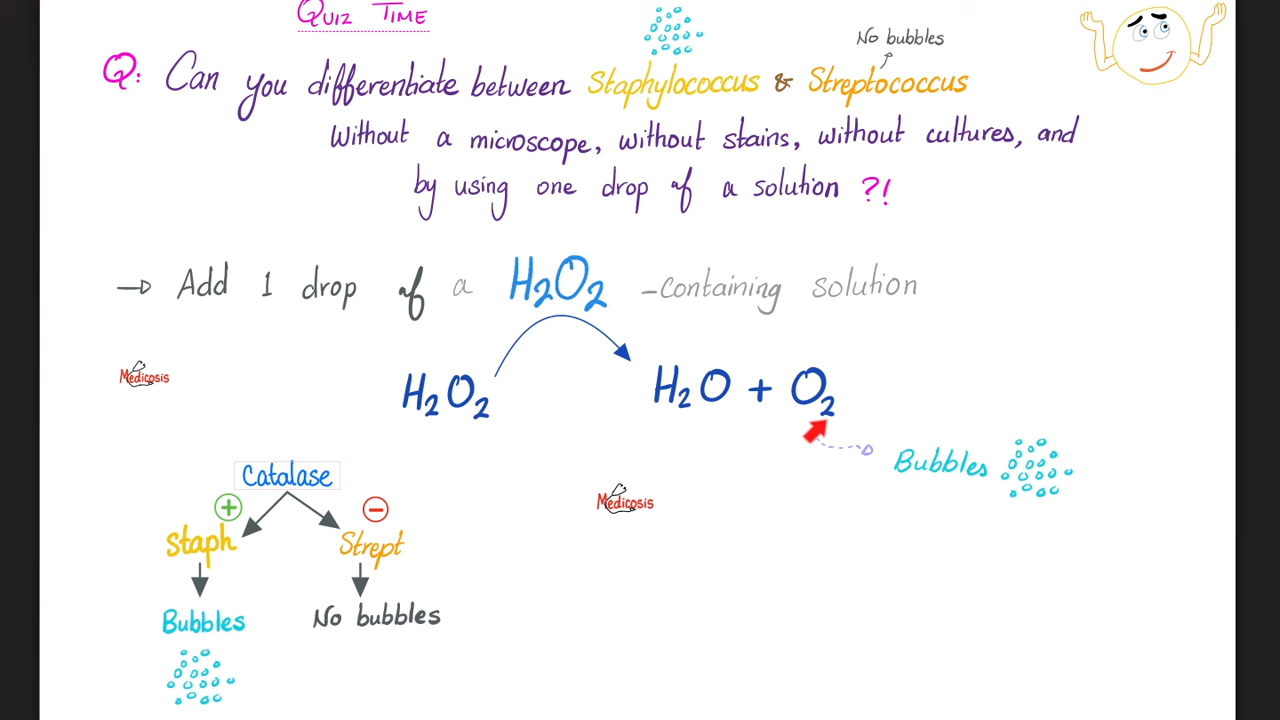 QUIZ TIME
No bubbles
Q: Can you differentiate between Staphylococcus & Streptococcus
Without a microscope, without stains, without cultures, and
by using one drop of a solution ?!
→ Add 1 drop of a H2O2 -containing solution
Medicosis
H2O2 H2O + O2
Bubbles
Catalase
+ −
Staph Strept
Medicosis
Bubbles No bubbles